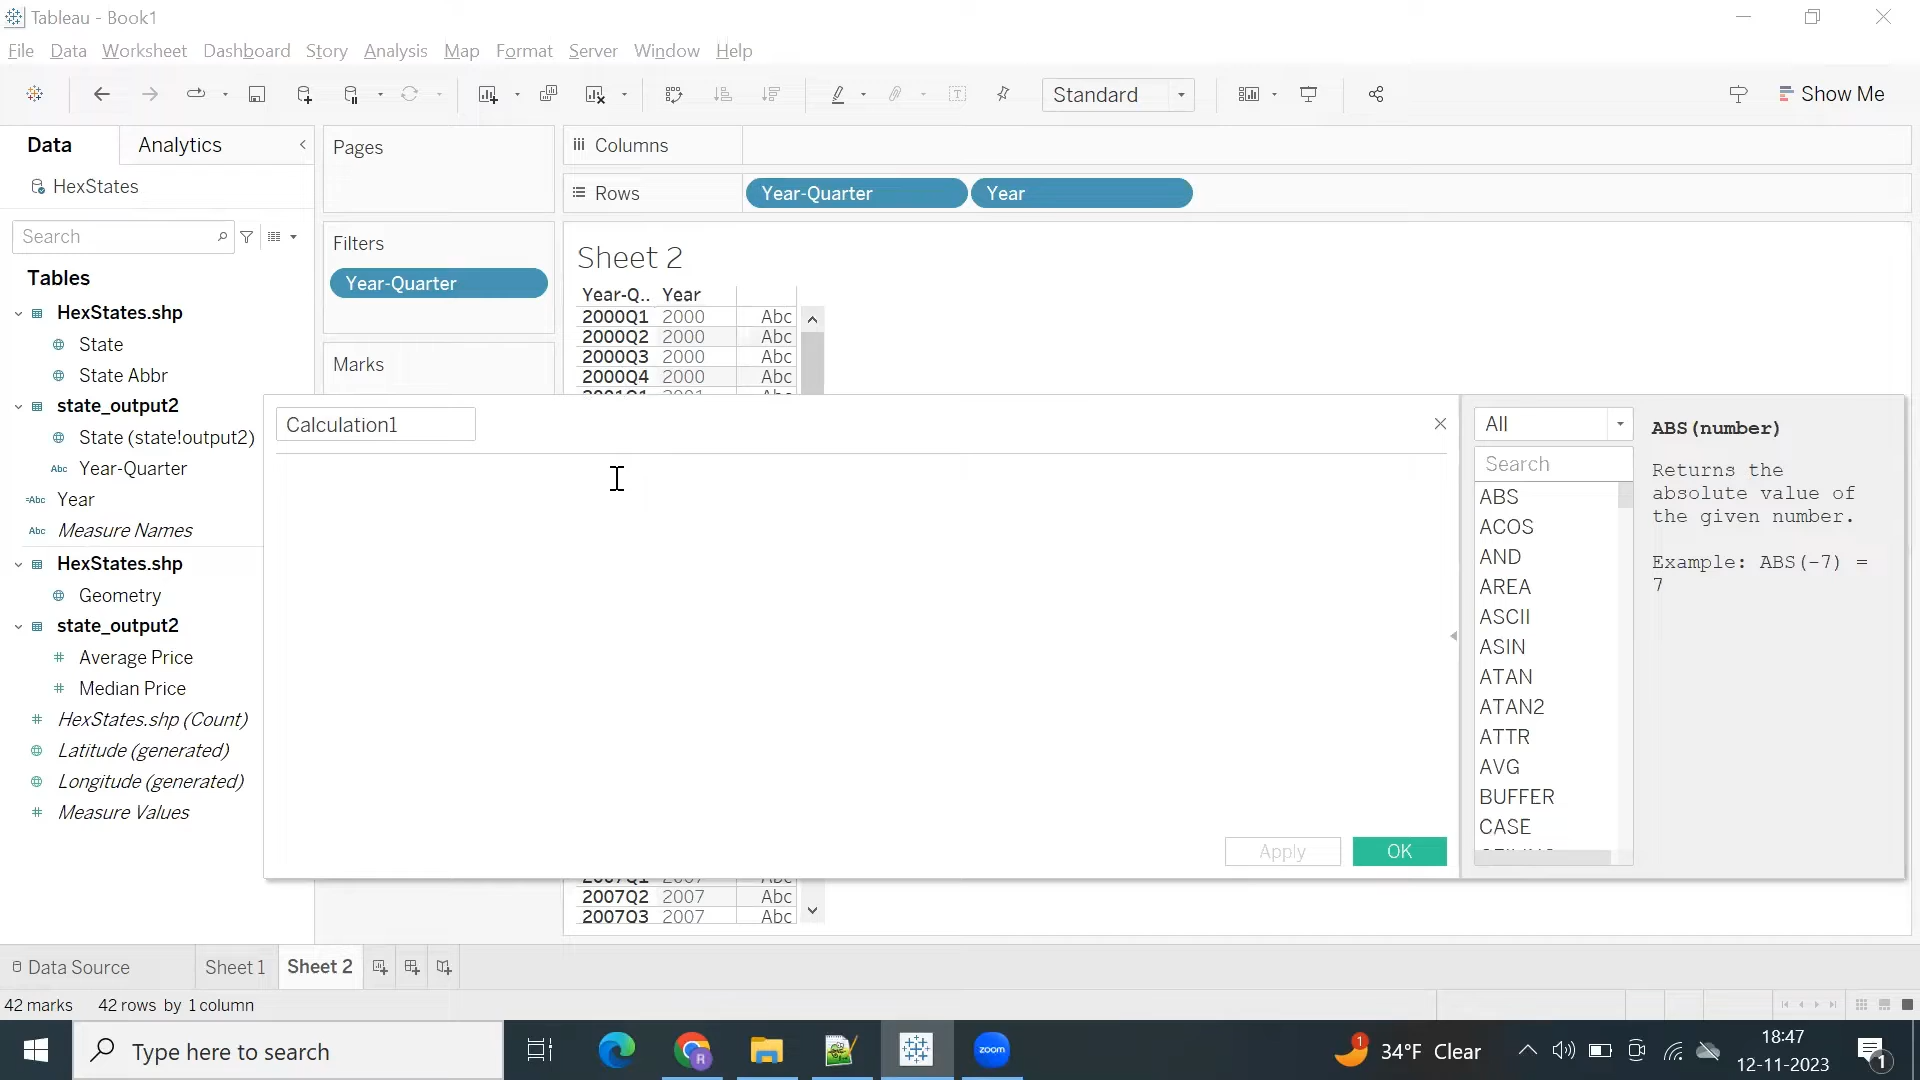 Tableau - Book1
File Data Worksheet Dashboard Story Analysis Map Format Server Window Help
Standard
Show Me
Data
Analytics
Pages
Columns
HexStates
Rows
Year-Quarter
Year
Search
Filters
Year-Quarter
Sheet 2
Tables
Year-Q.. Year
HexStates.shp
2000Q1 2000 Abc
State
2000Q2 2000 Abc
2000Q3 2000 Abc
State Abbr
Marks
2000Q4 2000 Abc
state_output2
Calculation1
All
ABS(number)
State (state!output2)
Abc Year-Quarter
Search
Returns the
absolute value of
the given number.
=Abc Year
ABS
Abc Measure Names
ACOS
HexStates.shp
AND
Example: ABS(-7) =
7
Geometry
AREA
state_output2
ASCII
Average Price
ASIN
Median Price
ATAN
HexStates.shp (Count)
ATAN2
Latitude (generated)
ATTR
Longitude (generated)
AVG
Measure Values
BUFFER
CASE
Apply
OK
2007Q2 2007 Abc
2007Q3 2007 Abc
Data Source
Sheet 1
Sheet 2
42 marks 42 rows by 1 column
Type here to search
R
zoom
1
34°F Clear
18:47
12-11-2023
1